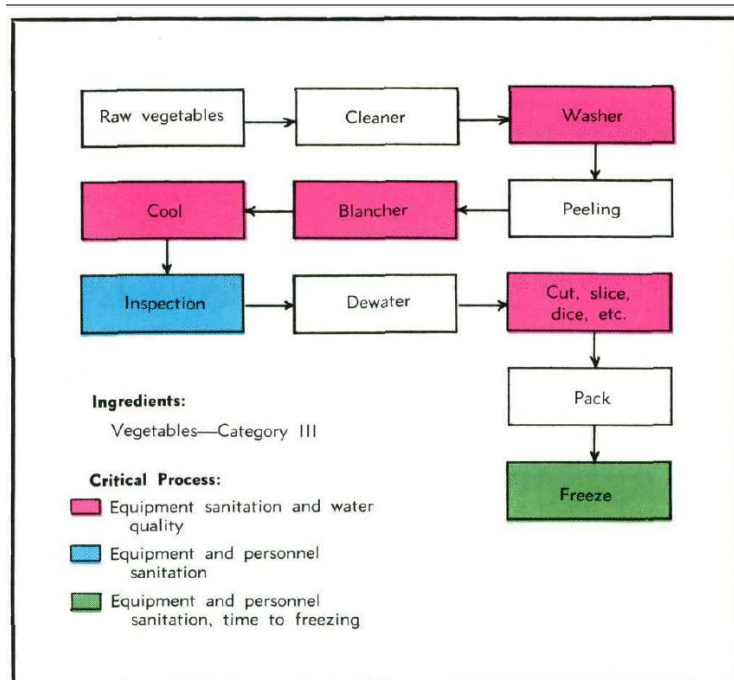 Raw vegetables
Cleaner
Washer
Peeling
Blancher
Cool
Inspection
Dewater
Cut, slice,
dice, etc.
Pack
Freeze
Ingredients:
Vegetables—Category III
Critical Process:
Equipment sanitation and water
quality
Equipment and personnel
sanitation
Equipment and personnel
sanitation, time to freezing